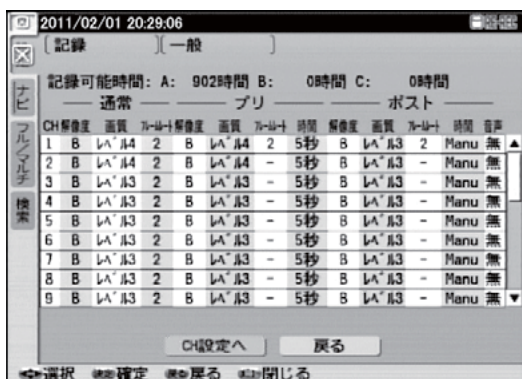 2011/02/01 20:29:06
[ 記録 ][ 一般 ]
ナビ
フル/マルチ
検索
記録可能時間: A: 902時間 B: 0時間 C: 0時間
通常 プリ ポスト
CH 解像度 画質 フレームレート 解像度 画質 フレームレート 時間 解像度 画質 フレームレート 時間 音声
1 B レベル4 2 B レベル4 2 5秒 B レベル3 2 Manu 無
2 B レベル4 2 B レベル4 - 5秒 B レベル3 - Manu 無
3 B レベル3 2 B レベル3 - 5秒 B レベル3 - Manu 無
4 B レベル3 2 B レベル3 - 5秒 B レベル3 - Manu 無
5 B レベル3 2 B レベル3 - 5秒 B レベル3 - Manu 無
6 B レベル3 2 B レベル3 - 5秒 B レベル3 - Manu 無
7 B レベル3 2 B レベル3 - 5秒 B レベル3 - Manu 無
8 B レベル3 2 B レベル3 - 5秒 B レベル3 - Manu 無
9 B レベル3 2 B レベル3 - 5秒 B レベル3 - Manu 無
CH設定へ 戻る
選択 確定 戻る 閉じる